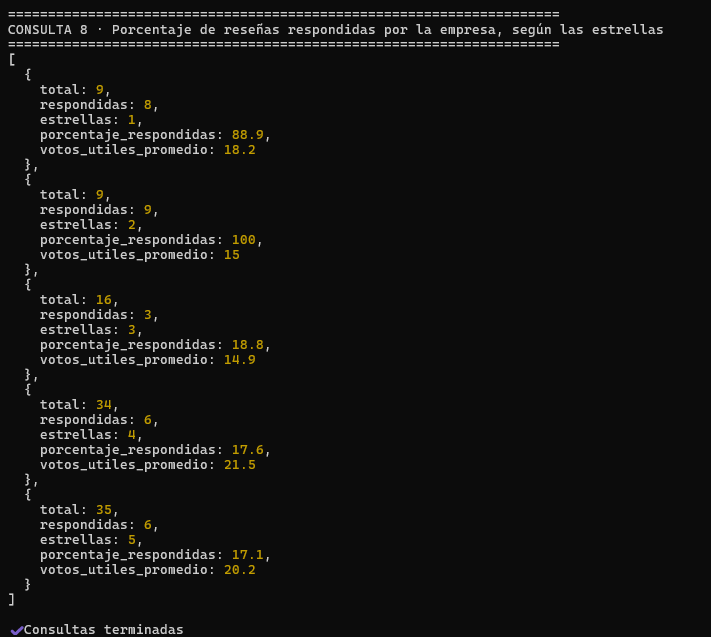 =====================================================================
CONSULTA 8 · Porcentaje de reseñas respondidas por la empresa, según las estrellas
=====================================================================
[
  {
    total: 9,
    respondidas: 8,
    estrellas: 1,
    porcentaje_respondidas: 88.9,
    votos_utiles_promedio: 18.2
  },
  {
    total: 9,
    respondidas: 9,
    estrellas: 2,
    porcentaje_respondidas: 100,
    votos_utiles_promedio: 15
  },
  {
    total: 16,
    respondidas: 3,
    estrellas: 3,
    porcentaje_respondidas: 18.8,
    votos_utiles_promedio: 14.9
  },
  {
    total: 34,
    respondidas: 6,
    estrellas: 4,
    porcentaje_respondidas: 17.6,
    votos_utiles_promedio: 21.5
  },
  {
    total: 35,
    respondidas: 6,
    estrellas: 5,
    porcentaje_respondidas: 17.1,
    votos_utiles_promedio: 20.2
  }
]
✔Consultas terminadas